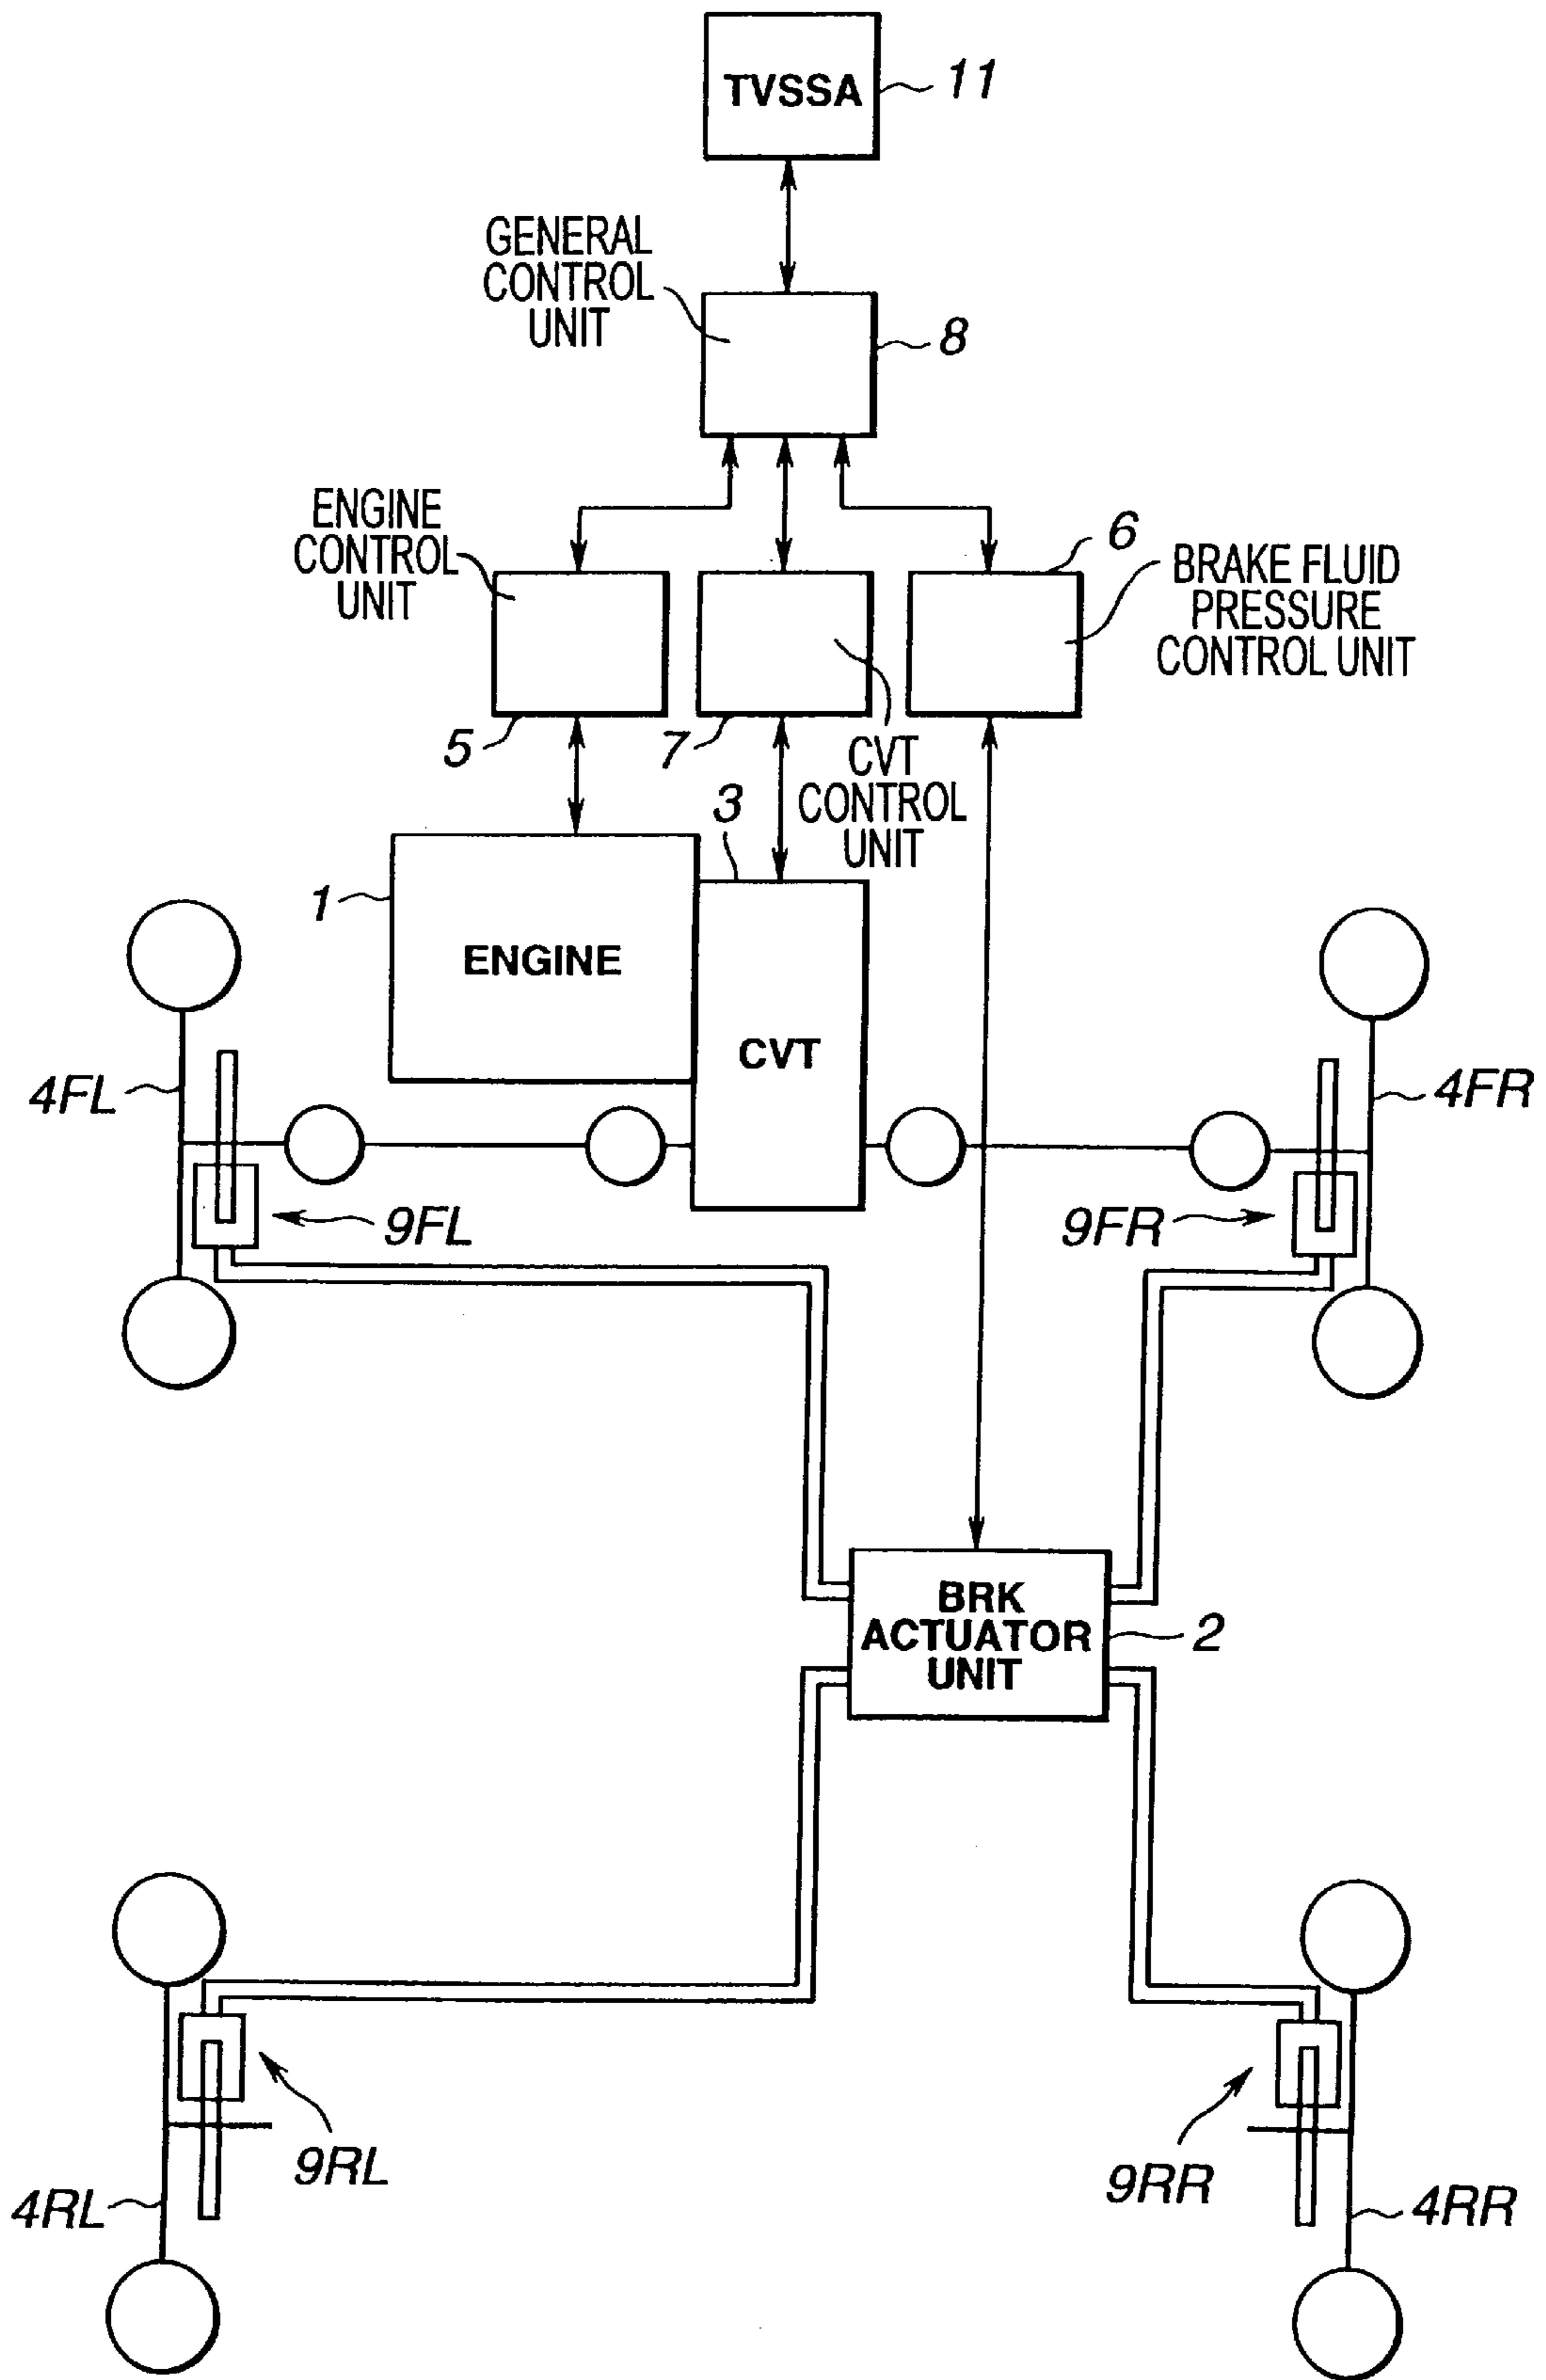 TVSSA
11
GENERAL
CONTROL
UNIT
8
ENGINE
CONTROL
UNIT
6
BRAKE FLUID
PRESSURE
CONTROL UNIT
5
7
CVT
CONTROL
UNIT
3
1
ENGINE
CVT
4FL
4FR
9FL
9FR
BRK
ACTUATOR
UNIT
2
9RL
9RR
4RL
4RR